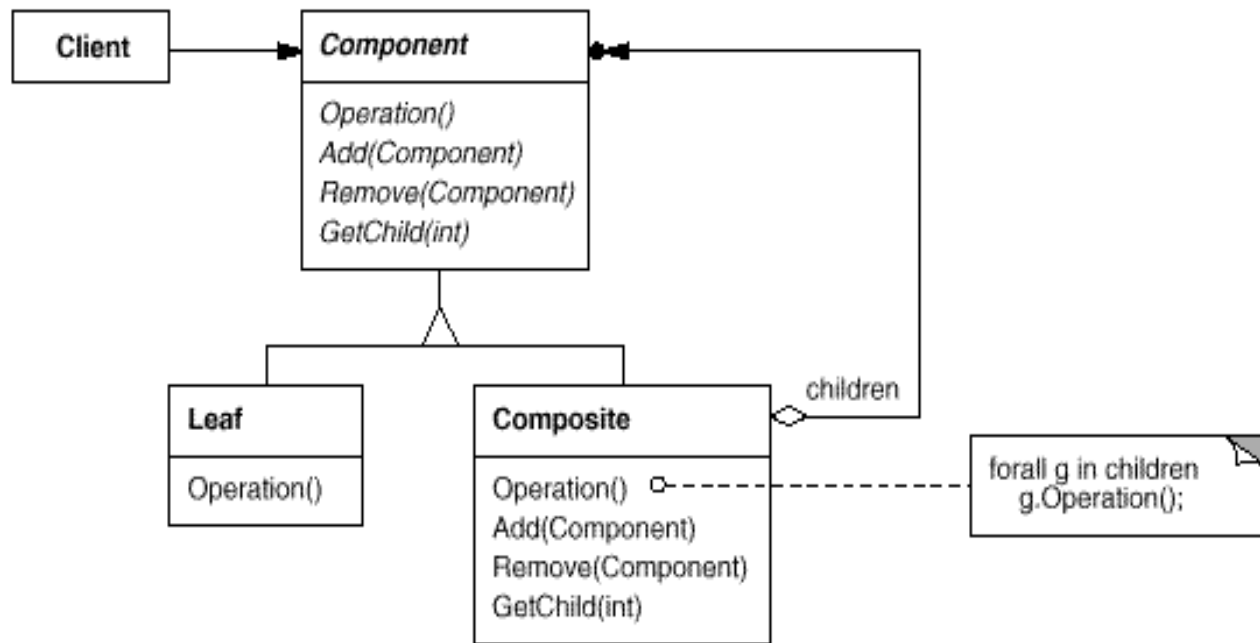 Client
Component
Operation()
Add(Component)
Remove(Component)
GetChild(int)
Leaf
Operation()
Composite
Operation()
Add(Component)
Remove(Component)
GetChild(int)
children
forall g in children
g.Operation();